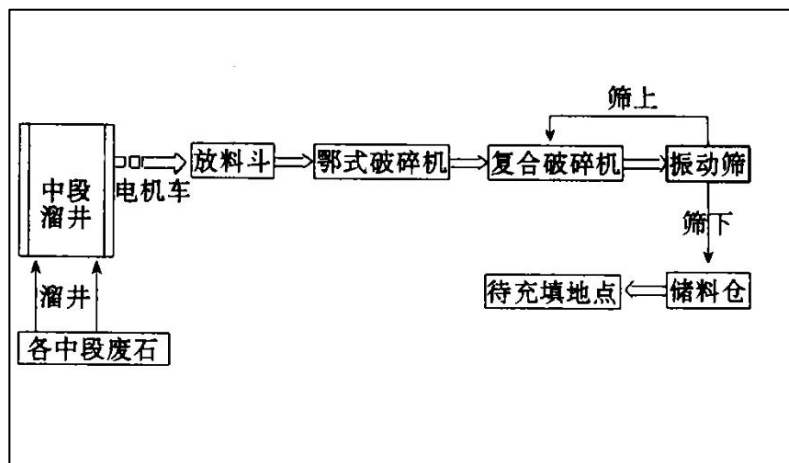 筛上
中段
溜井
电机车
放料斗
鄂式破碎机
复合破碎机
振动筛
筛下
溜井
待充填地点
储料仓
各中段废石